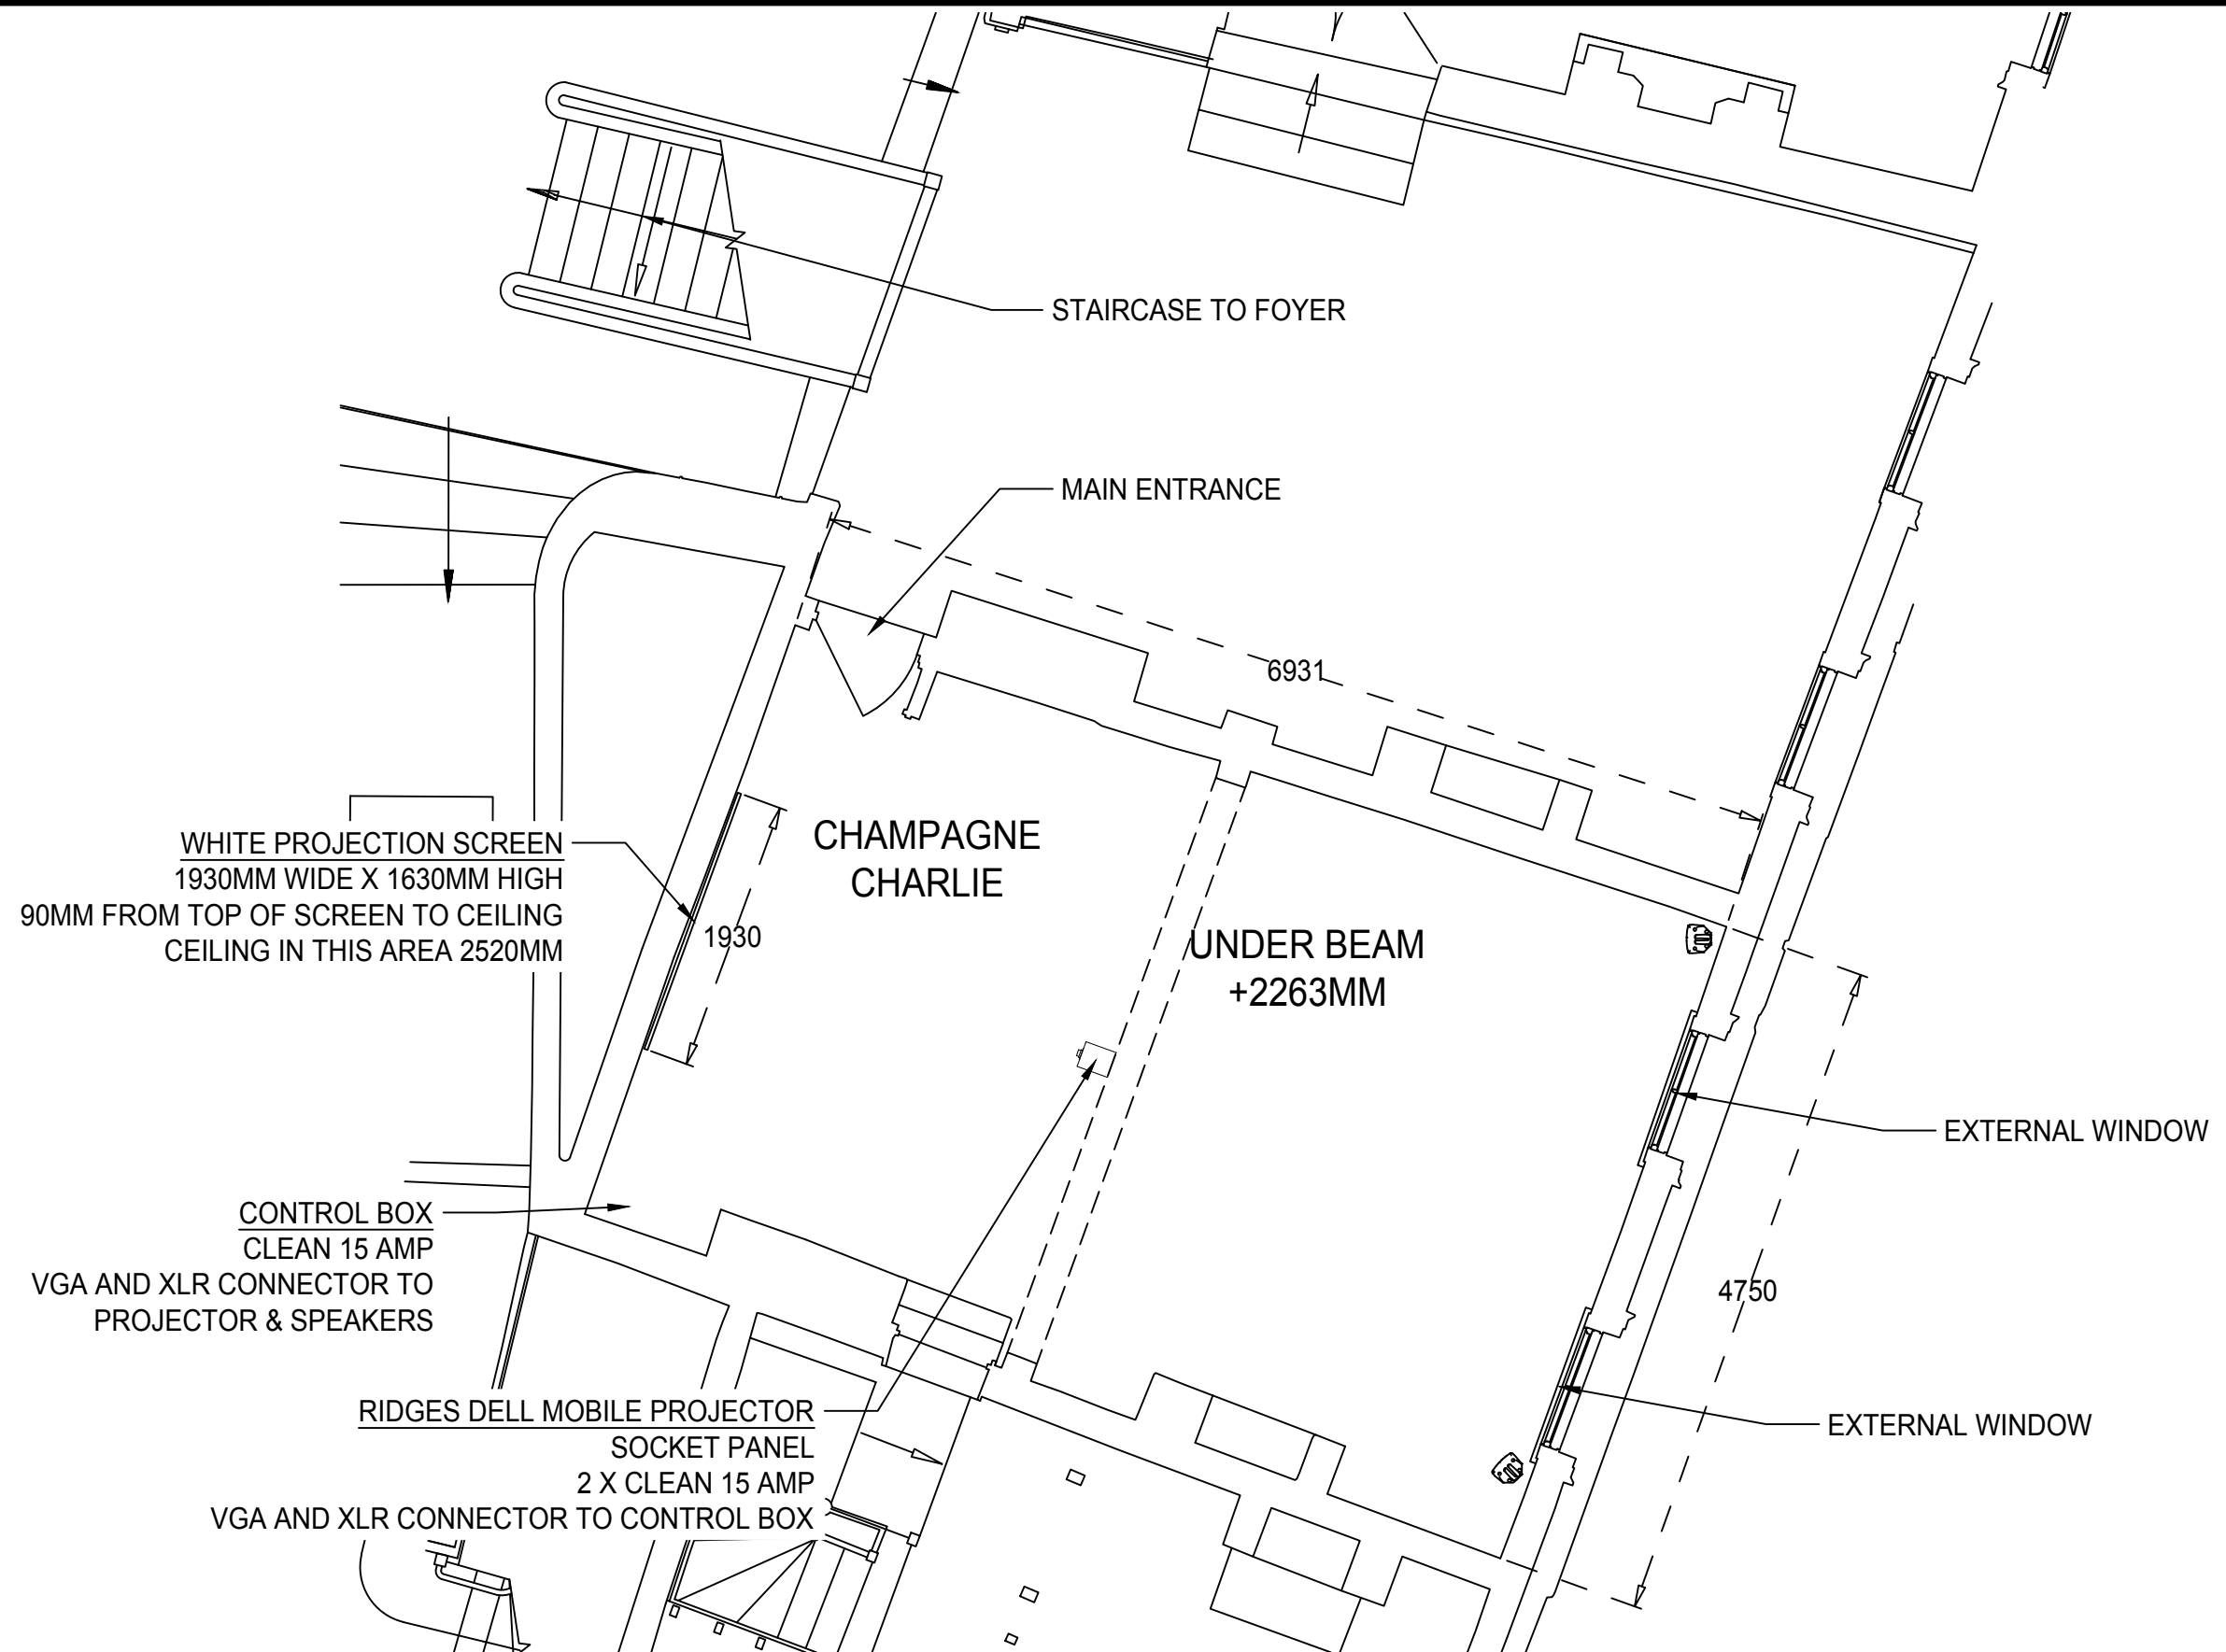 STAIRCASE TO FOYER
MAIN ENTRANCE
6931
CHAMPAGNE
CHARLIE
WHITE PROJECTION SCREEN
1930MM WIDE X 1630MM HIGH
90MM FROM TOP OF SCREEN TO CEILING
CEILING IN THIS AREA 2520MM
1930
UNDER BEAM
+2263MM
EXTERNAL WINDOW
CONTROL BOX
CLEAN 15 AMP
VGA AND XLR CONNECTOR TO
PROJECTOR & SPEAKERS
4750
RIDGES DELL MOBILE PROJECTOR
SOCKET PANEL
2 X CLEAN 15 AMP
VGA AND XLR CONNECTOR TO CONTROL BOX
EXTERNAL WINDOW